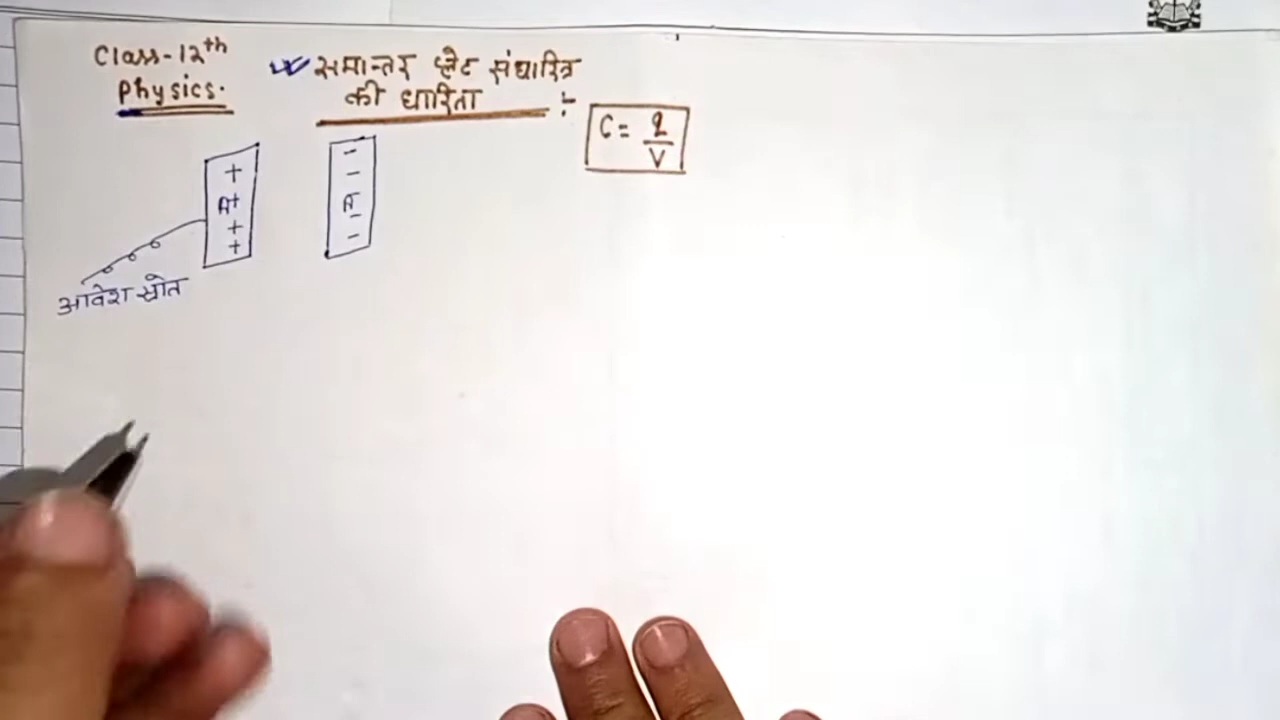 Class-12th
Physics.
समान्तर प्लेट संधारित्र
की धारिता :-
C = q/V
+
A+
+
+
-
-
A-
-
-
आवेश स्रोत